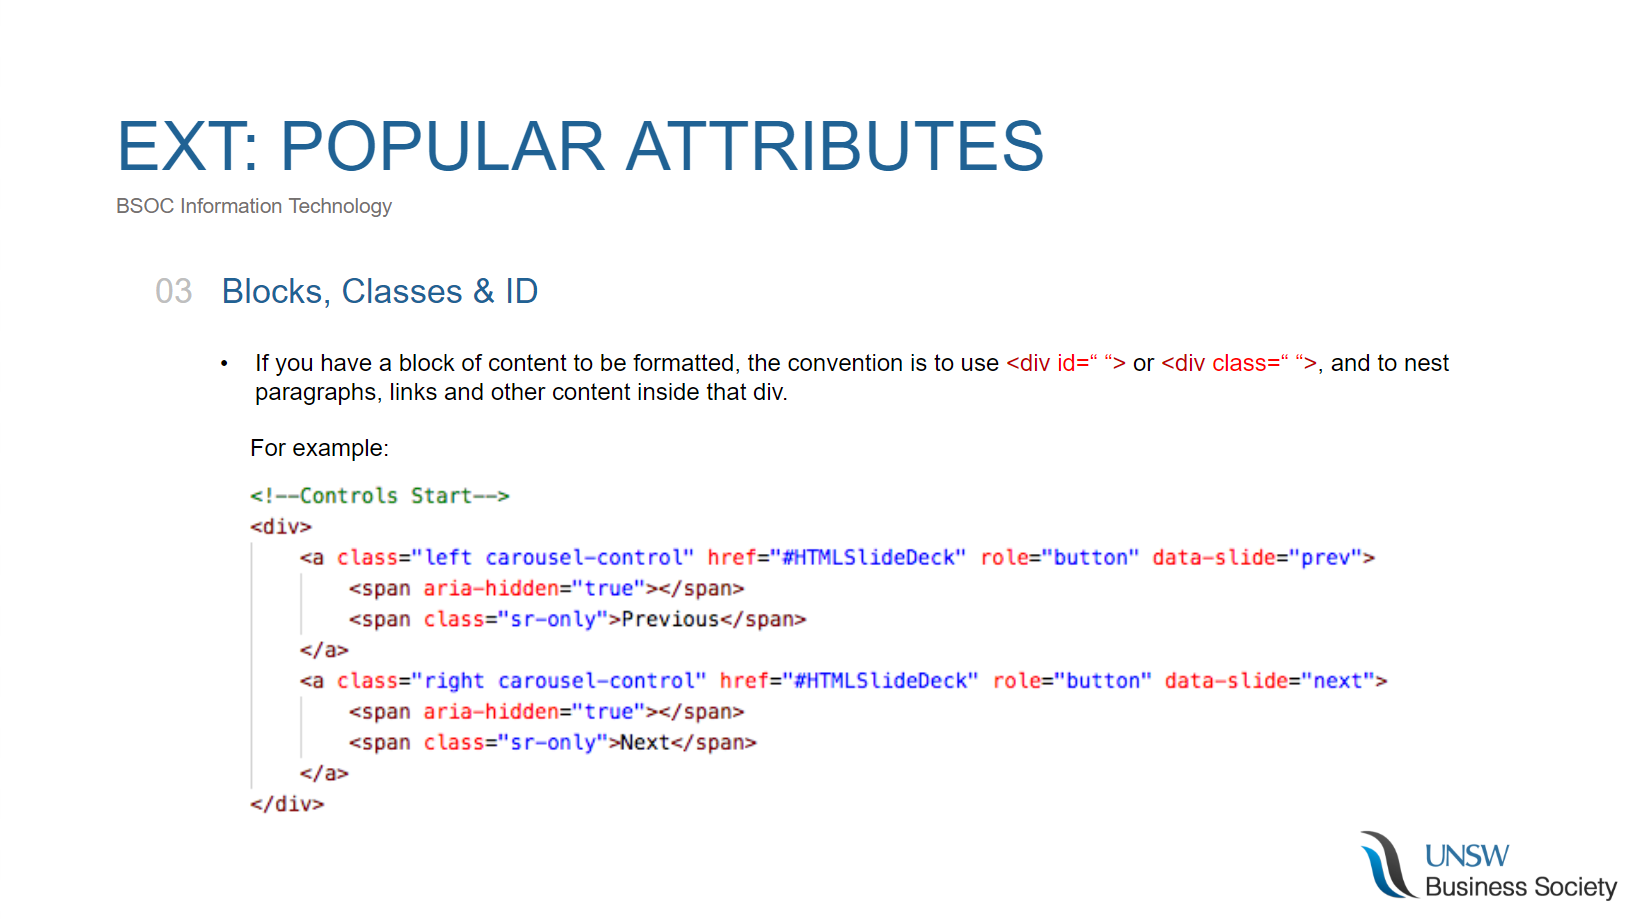 EXT: POPULAR ATTRIBUTES
BSOC Information Technology
03 Blocks, Classes & ID
• If you have a block of content to be formatted, the convention is to use <div id=“ “> or <div class=“ “>, and to nest
paragraphs, links and other content inside that div.
For example:
<!--Controls Start-->
<div>
<a class="left carousel-control" href="#HTMLSlideDeck" role="button" data-slide="prev">
<span aria-hidden="true"></span>
<span class="sr-only">Previous</span>
</a>
<a class="right carousel-control" href="#HTMLSlideDeck" role="button" data-slide="next">
<span aria-hidden="true"></span>
<span class="sr-only">Next</span>
</a>
</div>
UNSW
Business Society